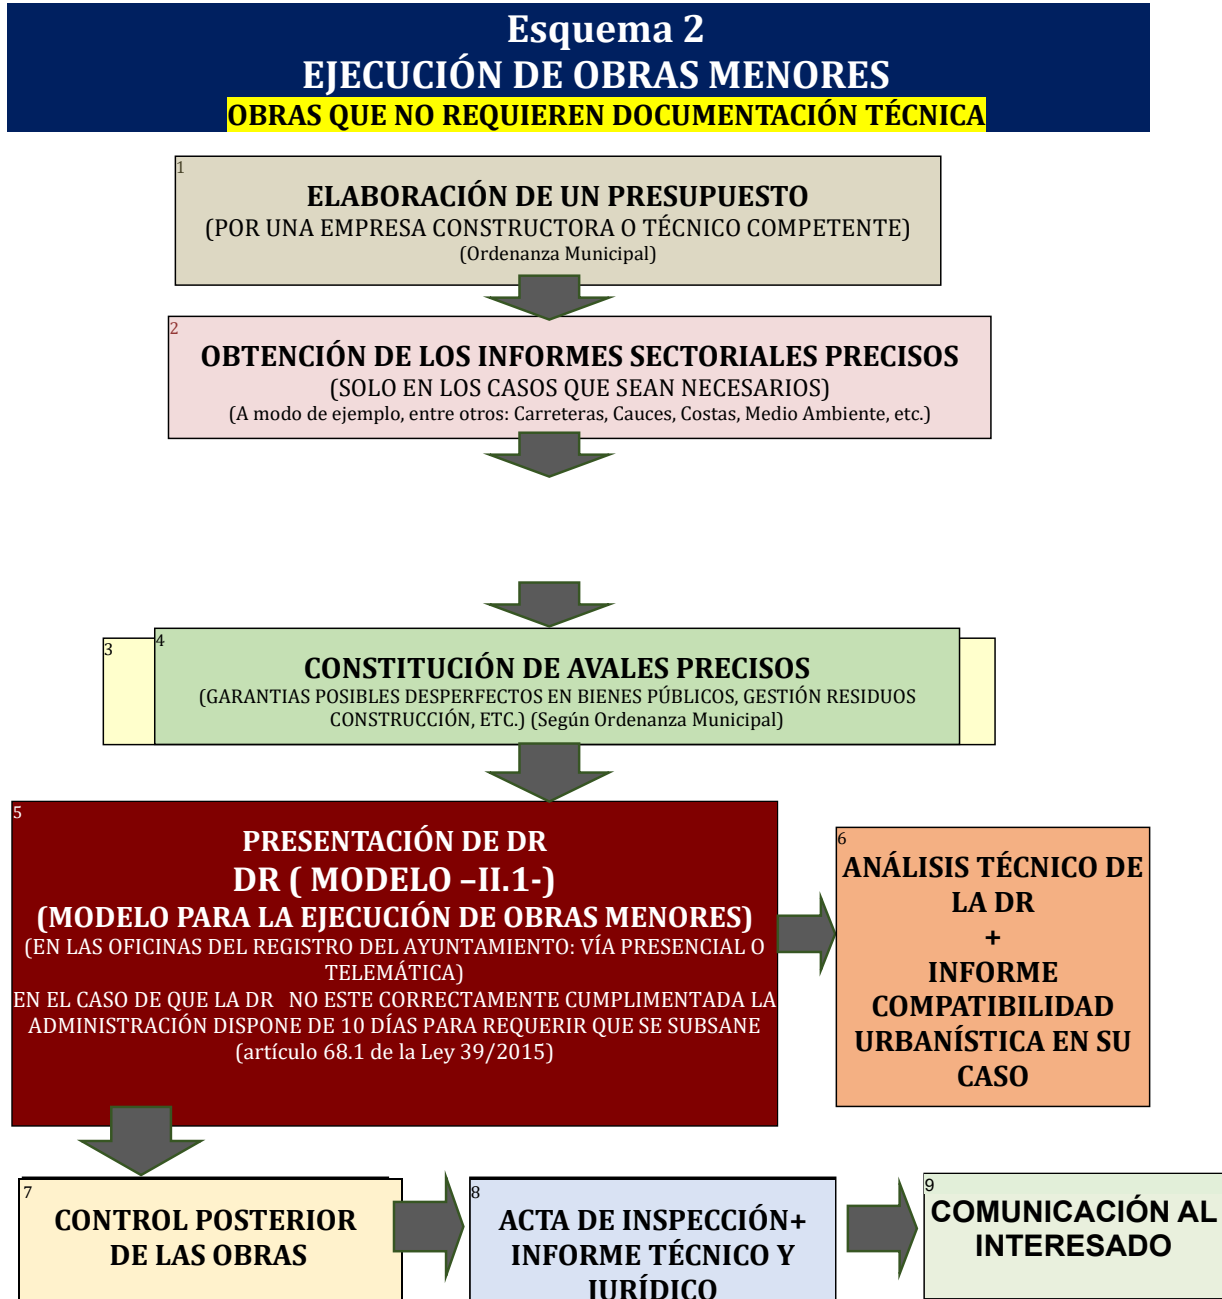 Esquema 2
EJECUCIÓN DE OBRAS MENORES
OBRAS QUE NO REQUIEREN DOCUMENTACIÓN TÉCNICA
1
ELABORACIÓN DE UN PRESUPUESTO
(POR UNA EMPRESA CONSTRUCTORA O TÉCNICO COMPETENTE)
(Ordenanza Municipal)
2
OBTENCIÓN DE LOS INFORMES SECTORIALES PRECISOS
(SOLO EN LOS CASOS QUE SEAN NECESARIOS)
(A modo de ejemplo, entre otros: Carreteras, Cauces, Costas, Medio Ambiente, etc.)
3
4
CONSTITUCIÓN DE AVALES PRECISOS
(GARANTIAS POSIBLES DESPERFECTOS EN BIENES PÚBLICOS, GESTIÓN RESIDUOS
CONSTRUCCIÓN, ETC.) (Según Ordenanza Municipal)
5
PRESENTACIÓN DE DR
DR ( MODELO –II.1-)
(MODELO PARA LA EJECUCIÓN DE OBRAS MENORES)
(EN LAS OFICINAS DEL REGISTRO DEL AYUNTAMIENTO: VÍA PRESENCIAL O
TELEMÁTICA)
EN EL CASO DE QUE LA DR NO ESTE CORRECTAMENTE CUMPLIMENTADA LA
ADMINISTRACIÓN DISPONE DE 10 DÍAS PARA REQUERIR QUE SE SUBSANE
(artículo 68.1 de la Ley 39/2015)
6
ANÁLISIS TÉCNICO DE
LA DR
+
INFORME
COMPATIBILIDAD
URBANÍSTICA EN SU
CASO
7
CONTROL POSTERIOR
DE LAS OBRAS
8
ACTA DE INSPECCIÓN+
INFORME TÉCNICO Y
JURÍDICO
9
COMUNICACIÓN AL
INTERESADO